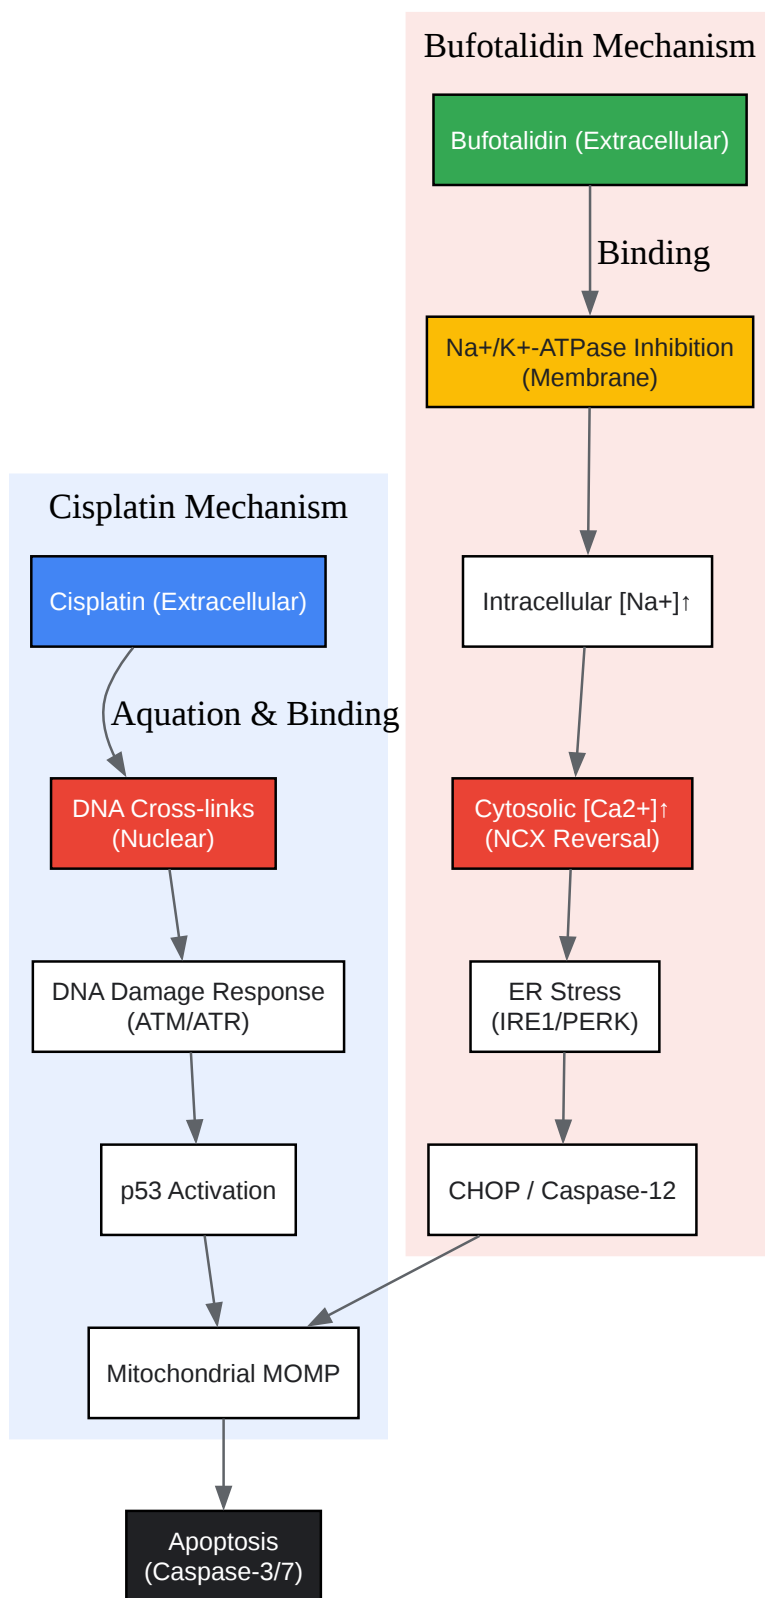 Bufotalidin Mechanism
Bufotalidin (Extracellular)
Binding
Na+/K+-ATPase Inhibition
(Membrane)
Intracellular [Na+]↑
Cytosolic [Ca2+]↑
(NCX Reversal)
ER Stress
(IRE1/PERK)
CHOP / Caspase-12
Cisplatin Mechanism
Cisplatin (Extracellular)
Aquation & Binding
DNA Cross-links
(Nuclear)
DNA Damage Response
(ATM/ATR)
p53 Activation
Mitochondrial MOMP
Apoptosis
(Caspase-3/7)